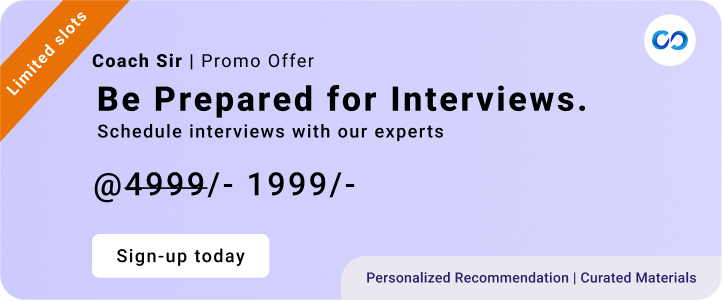 Limited slots
Coach Sir | Promo Offer
Be Prepared for Interviews.
Schedule interviews with our experts
@4999/- 1999/-
Sign-up today
Personalized Recommendation | Curated Materials